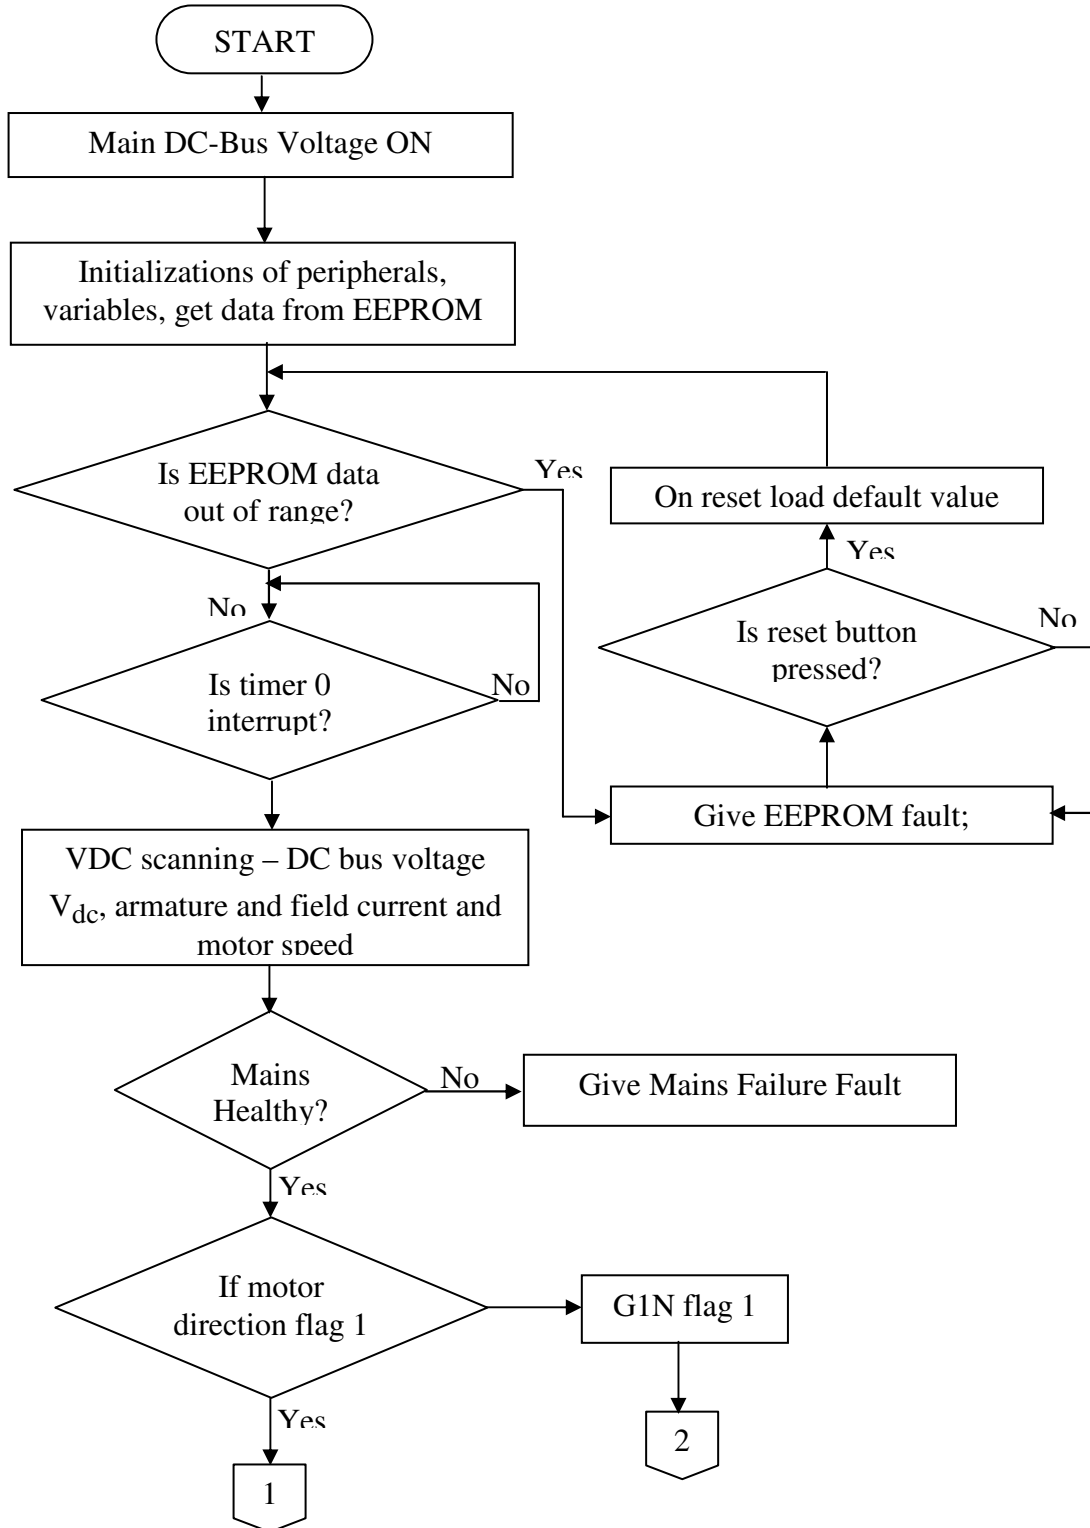 START
Main DC-Bus Voltage ON
Initializations of peripherals,
variables, get data from EEPROM
Is EEPROM data
out of range?
Yes
No
On reset load default value
Yes
Is reset button
pressed?
No
Give EEPROM fault;
Is timer 0
interrupt?
No
VDC scanning – DC bus voltage
Vdc, armature and field current and
motor speed
Mains
Healthy?
No
Give Mains Failure Fault
Yes
If motor
direction flag 1
G1N flag 1
2
Yes
1